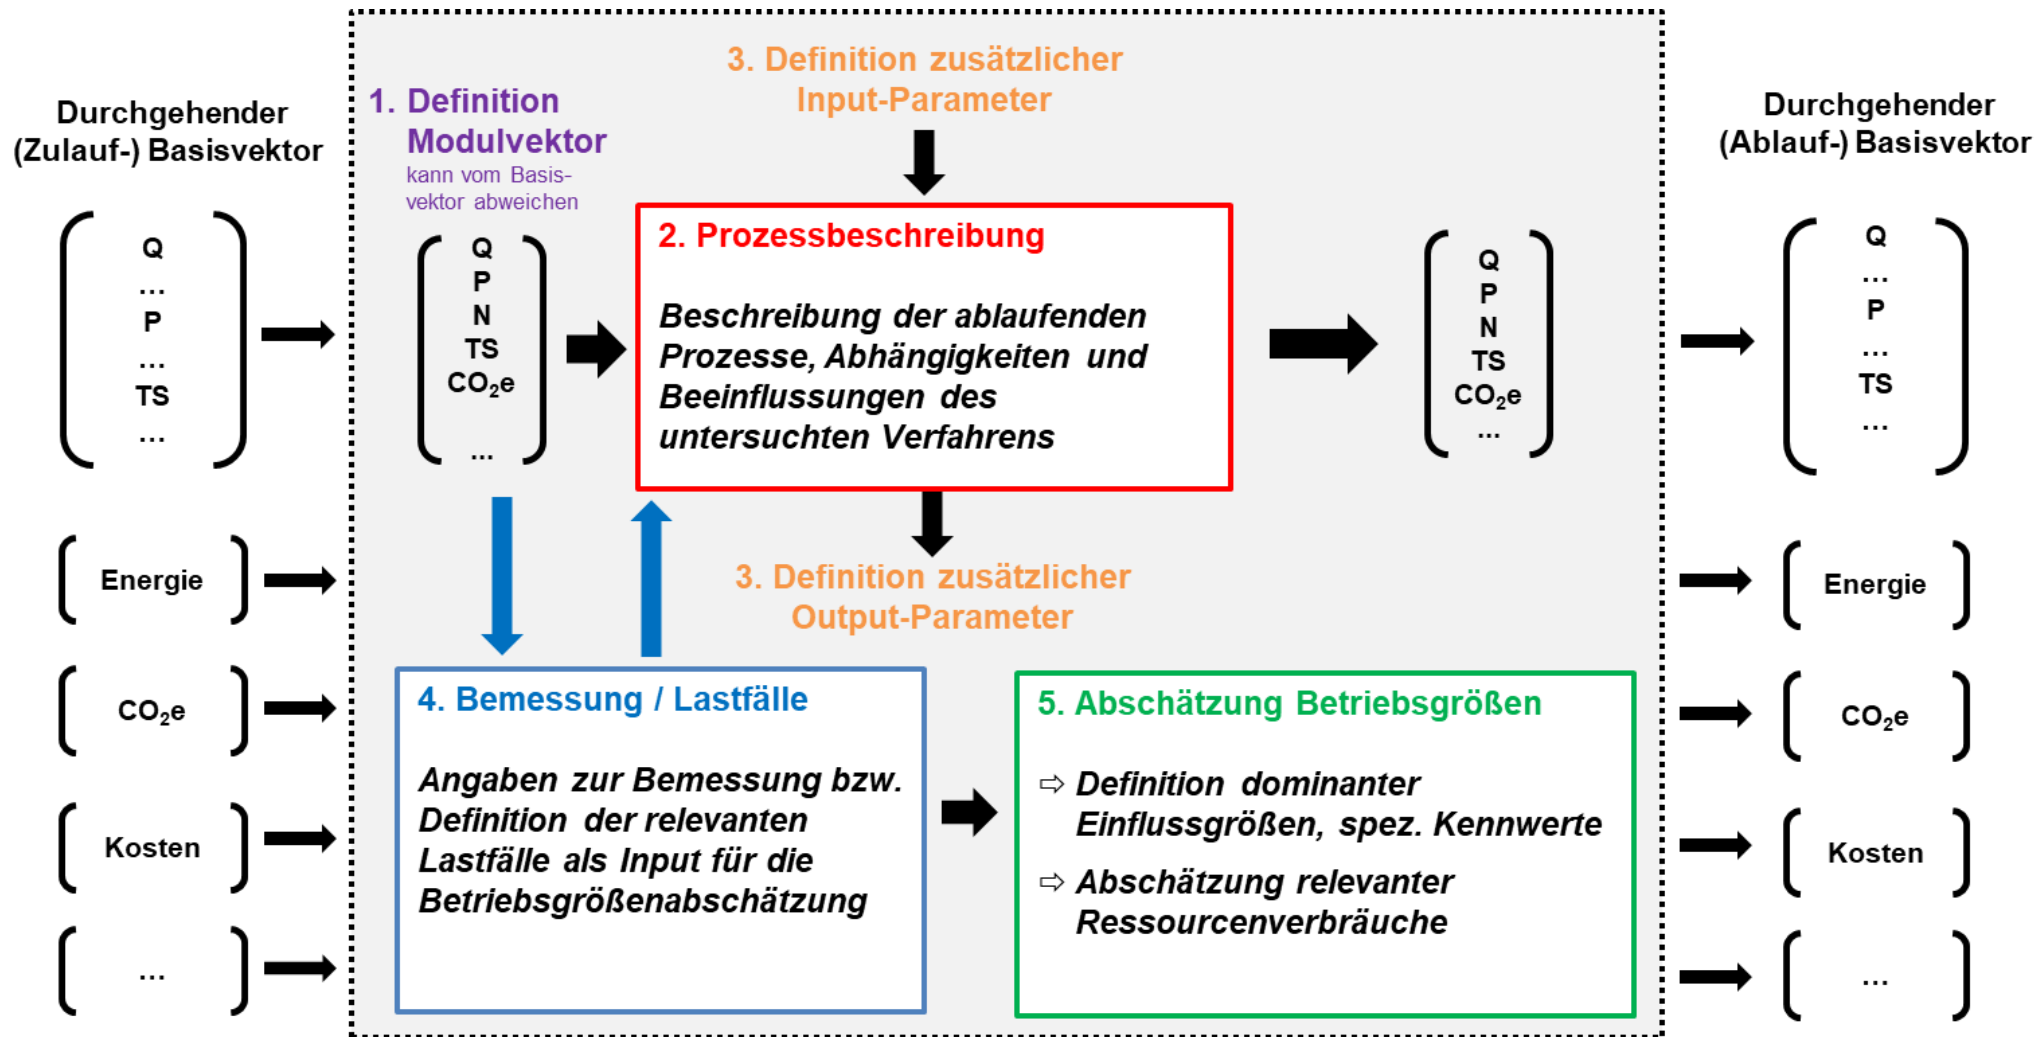 Durchgehender
(Zulauf-) Basisvektor
Q
...
P
...
TS
...
Energie
CO₂e
Kosten
...
1. Definition
Modulvektor
kann vom Basis-
vektor abweichen
Q
P
N
TS
CO₂e
...
3. Definition zusätzlicher
Input-Parameter
2. Prozessbeschreibung
Beschreibung der ablaufenden
Prozesse, Abhängigkeiten und
Beeinflussungen des
untersuchten Verfahrens
3. Definition zusätzlicher
Output-Parameter
4. Bemessung / Lastfälle
Angaben zur Bemessung bzw.
Definition der relevanten
Lastfälle als Input für die
Betriebsgrößenabschätzung
5. Abschätzung Betriebsgrößen
⇨ Definition dominanter
Einflussgrößen, spez. Kennwerte
⇨ Abschätzung relevanter
Ressourcenverbräuche
Q
P
N
TS
CO₂e
...
Durchgehender
(Ablauf-) Basisvektor
Q
...
P
...
TS
...
Energie
CO₂e
Kosten
...